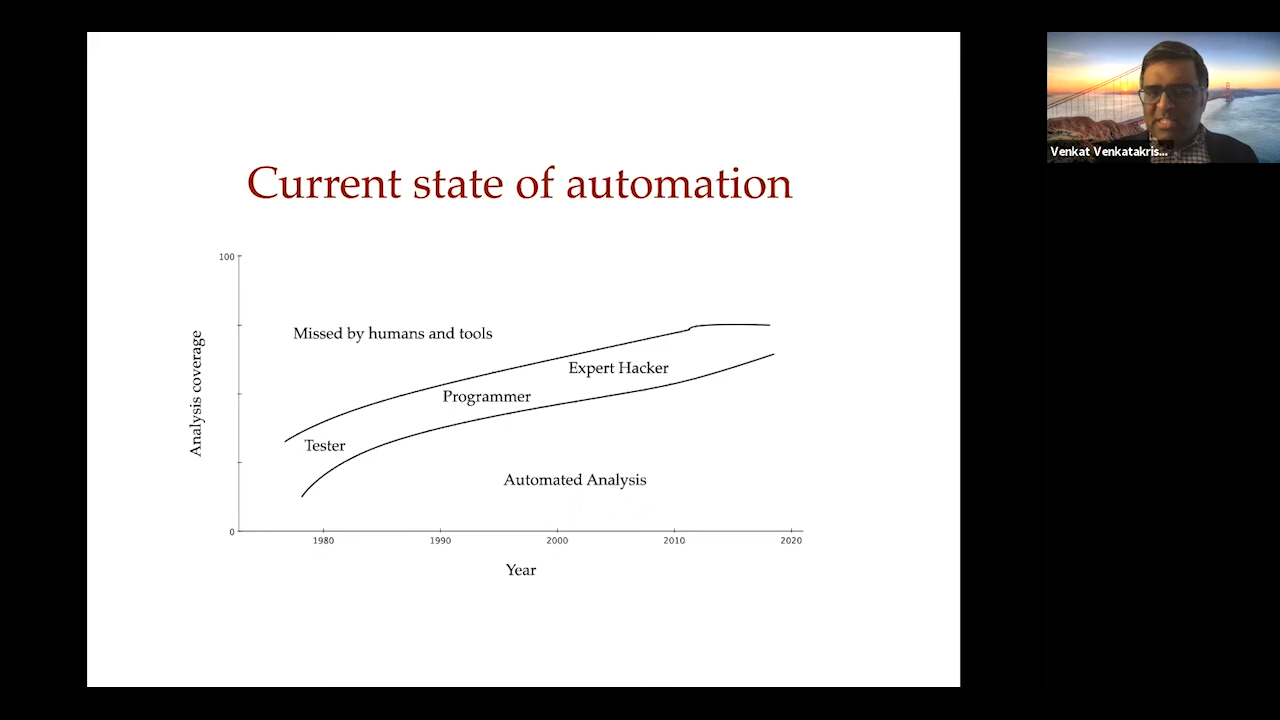 Current state of automation
100
Missed by humans and tools
Expert Hacker
Programmer
Tester
Automated Analysis
Analysis coverage
0
1980 1990 2000 2010 2020
Year
Venkat Venkatakris...